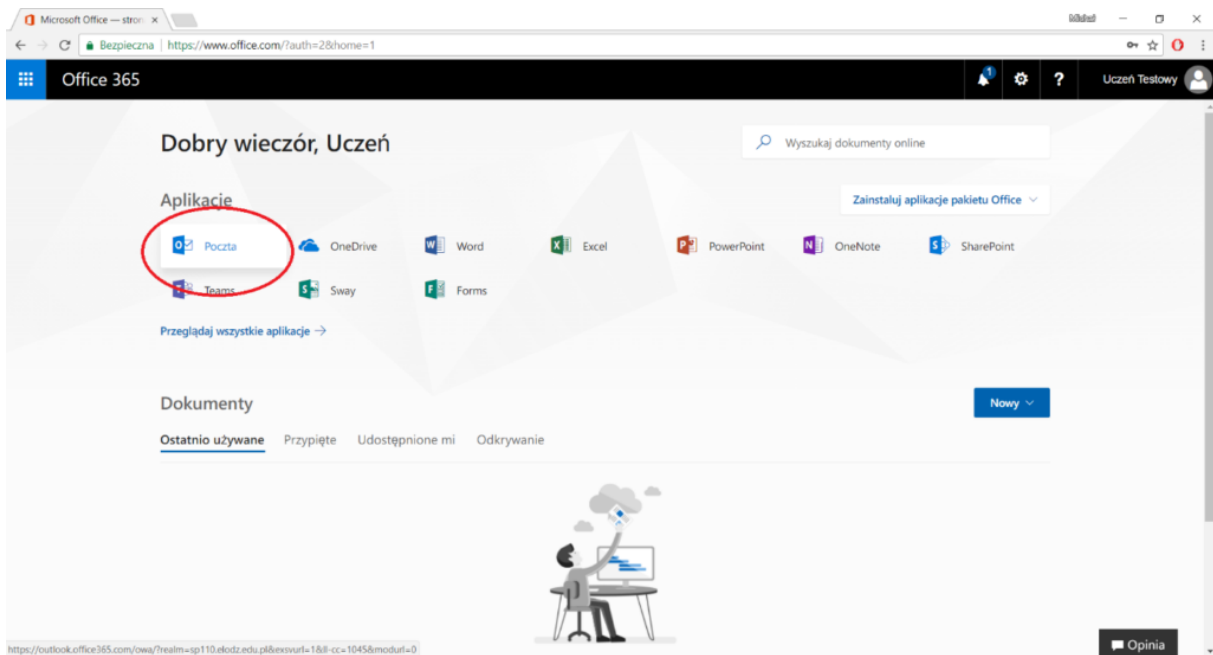 Microsoft Office — stron
Michał
Bezpieczna | https://www.office.com/?auth=2&home=1
Office 365
1
?
Uczeń Testowy
Dobry wieczór, Uczeń
Wyszukaj dokumenty online
Aplikacje
Zainstaluj aplikacje pakietu Office
Poczta OneDrive Word Excel PowerPoint OneNote SharePoint
Teams Sway Forms
Przeglądaj wszystkie aplikacje →
Dokumenty
Nowy
Ostatnio używane Przypięte Udostępnione mi Odkrywanie
Opinia
https://outlook.office365.com/owa/?realm=sp110.elodz.edu.pl&exsvurl=1&ll-cc=1045&modurl=0